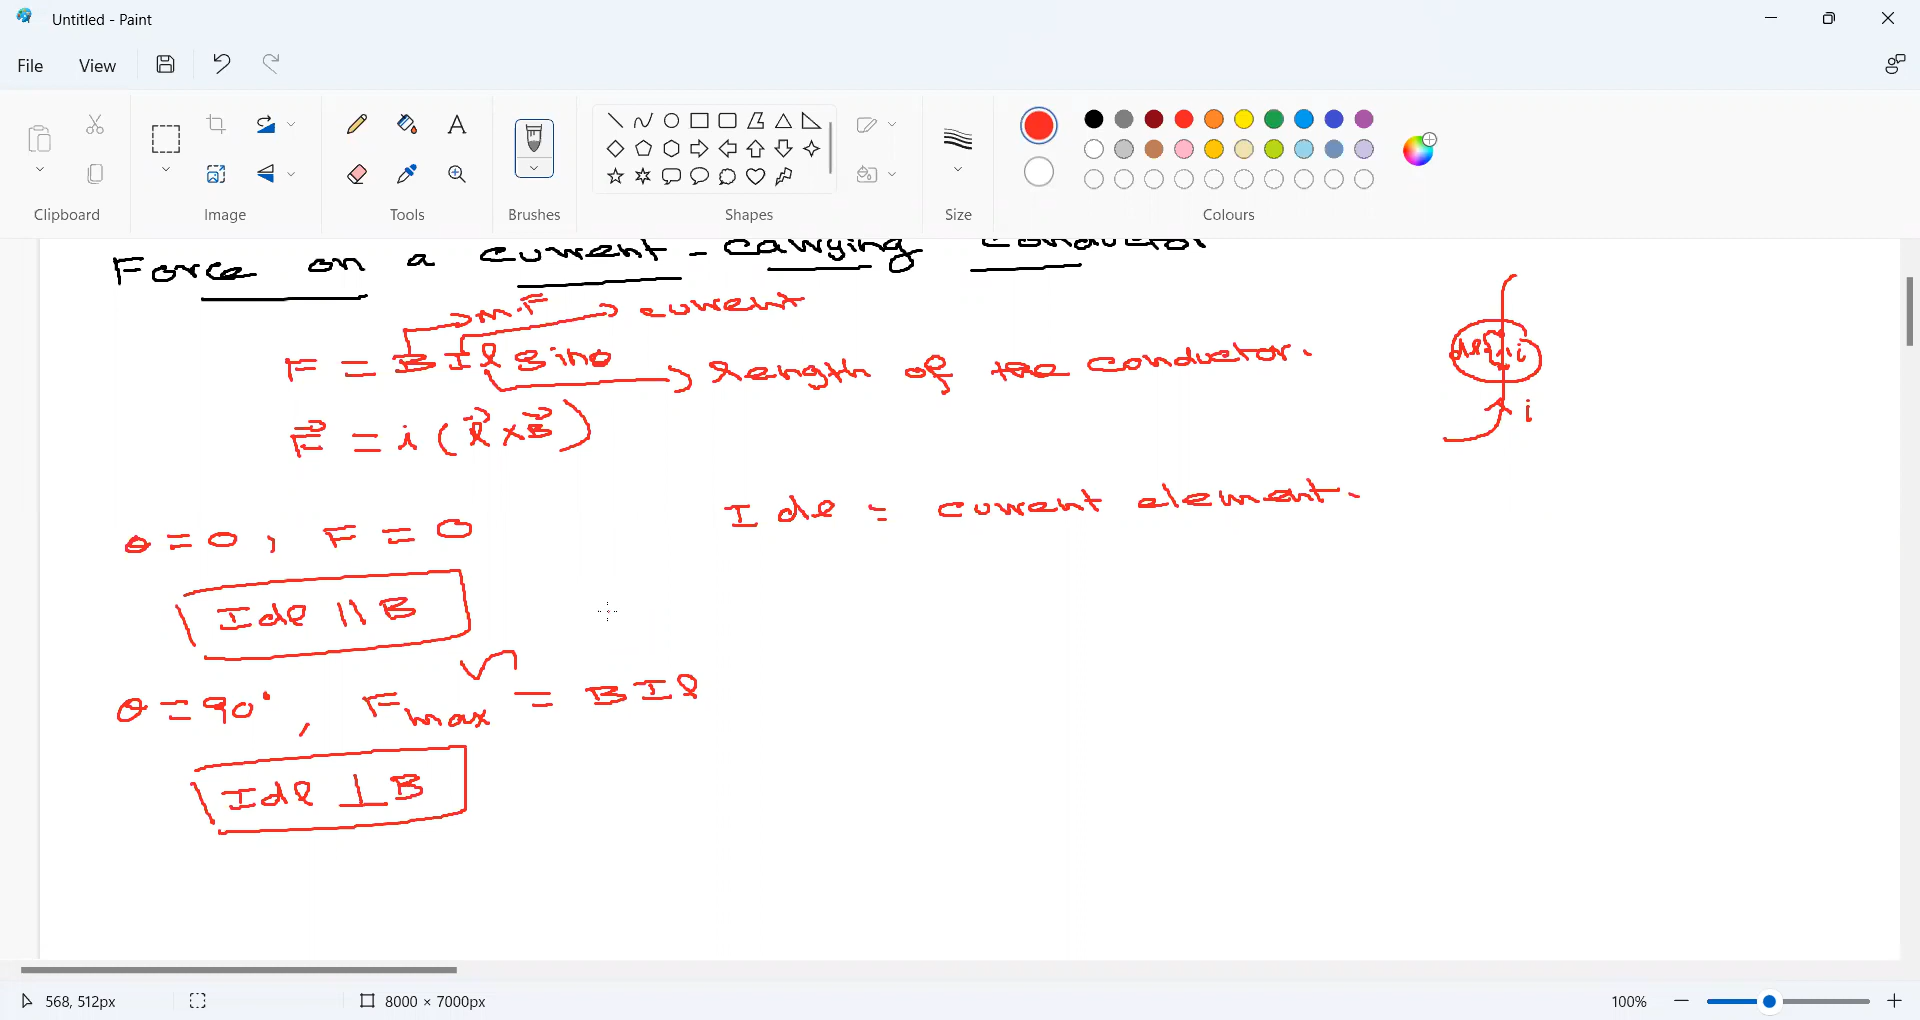 Untitled - Paint
File View
Clipboard Image Tools Brushes Shapes Size Colours
Force on a current - carrying conductor
M.F current
F = BIl sinθ length of the conductor.
dl i
i
F⃗ = i (l⃗ × B⃗)
Idl = current element.
θ = 0, F = 0
Idl || B
θ = 90°, Fmax = BIl
Idl ⊥ B
568, 512px 8000 × 7000px 100%